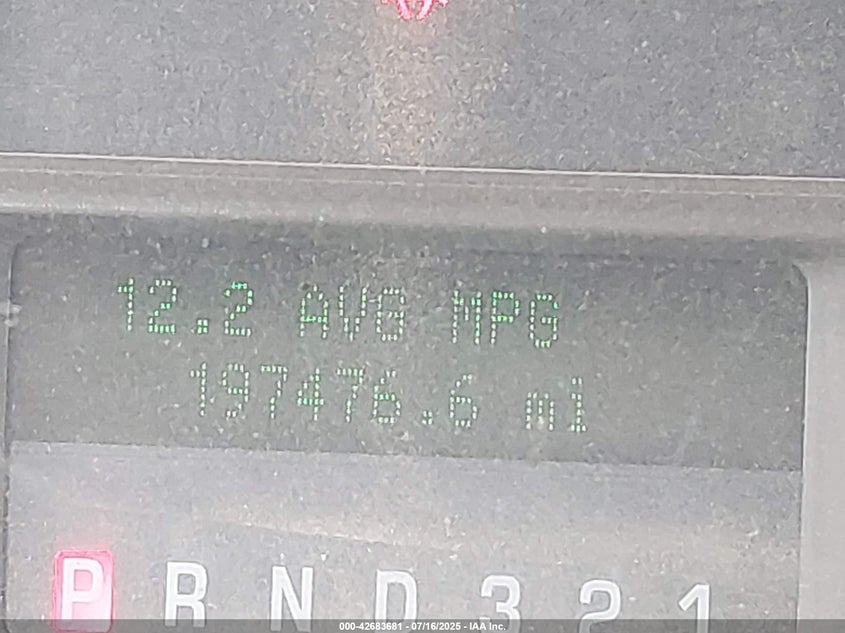 12.2 AVG MPG
197476.6 mi
P R N D 3 2 1
000-42683681 - 07/16/2025 - IAA Inc.